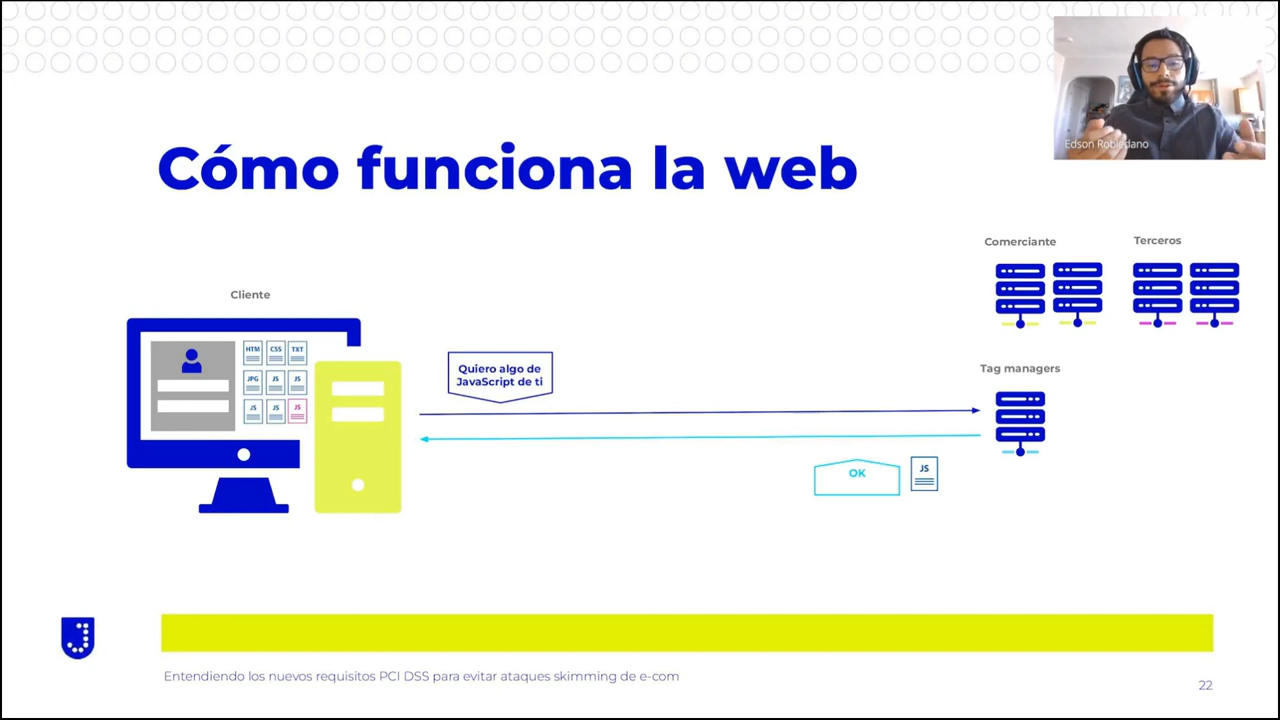 Edson Robledano
Cómo funciona la web
Comerciante
Terceros
Cliente
HTM CSS TXT
JPG JS JS
JS JS JS
Quiero algo de
JavaScript de ti
Tag managers
OK
JS
Entendiendo los nuevos requisitos PCI DSS para evitar ataques skimming de e-com
22